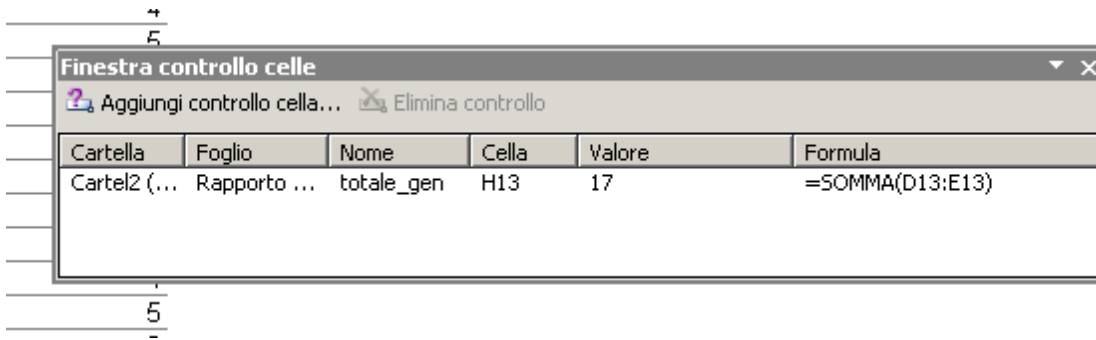 5
Finestra controllo celle
Aggiungi controllo cella... Elimina controllo
Cartella Foglio Nome Cella Valore Formula
Cartel2 (... Rapporto ... totale_gen H13 17 =SOMMA(D13:E13)
5